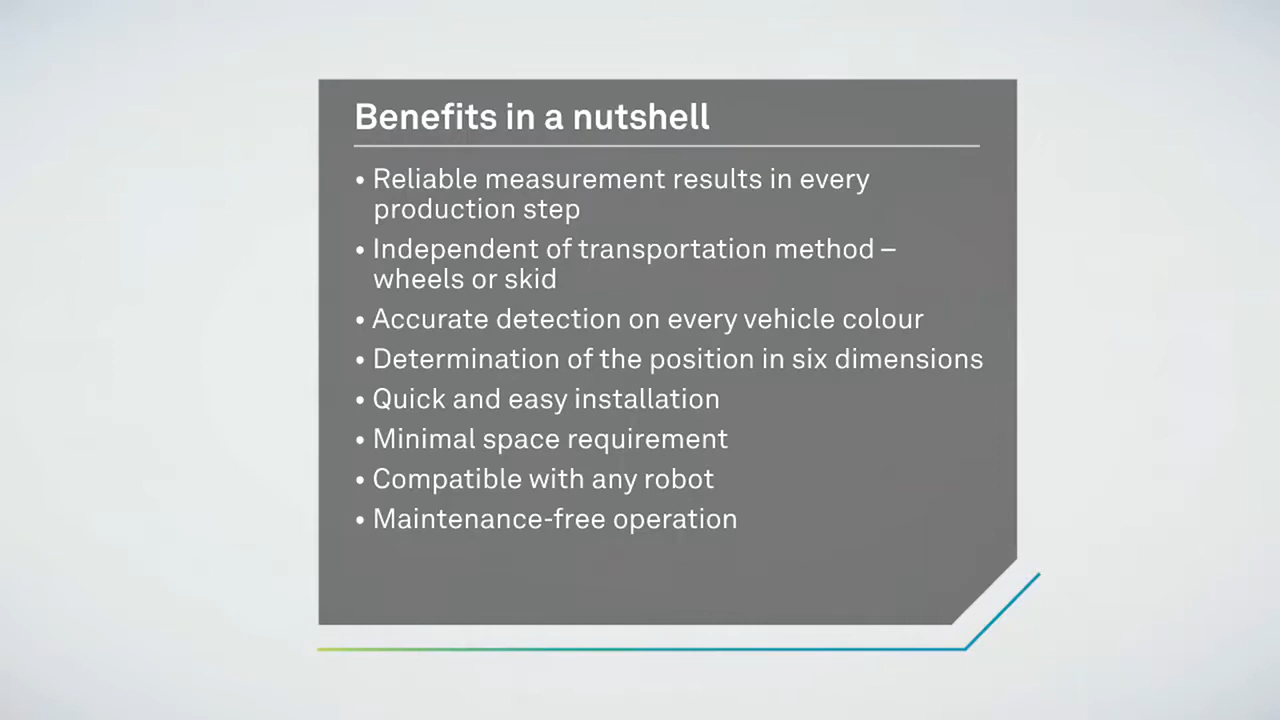 Benefits in a nutshell
• Reliable measurement results in every
production step
• Independent of transportation method –
wheels or skid
• Accurate detection on every vehicle colour
• Determination of the position in six dimensions
• Quick and easy installation
• Minimal space requirement
• Compatible with any robot
• Maintenance-free operation